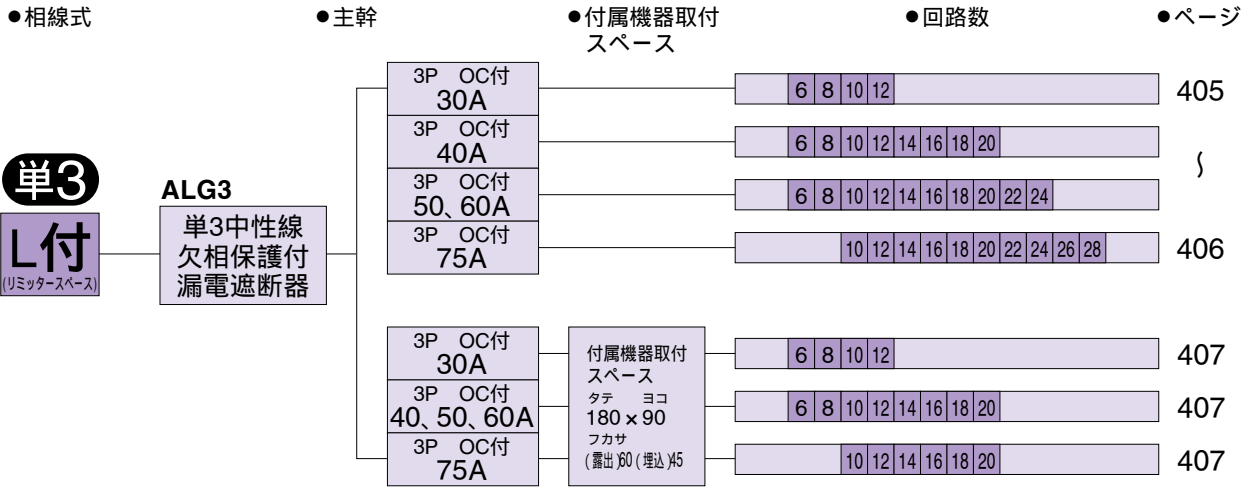 ●相線式
●主幹
●付属機器取付
スペース
●回路数
●ページ
単3
L付
(リミッタースペース)
ALG3
単3中性線
欠相保護付
漏電遮断器
3P OC付
30A
6 8 10 12
405
3P OC付
40A
6 8 10 12 14 16 18 20
〜
3P OC付
50、60A
6 8 10 12 14 16 18 20 22 24
3P OC付
75A
10 12 14 16 18 20 22 24 26 28
406
付属機器取付
スペース
タテ ヨコ
180×90
フカサ
(露出)60(埋込)45
3P OC付
30A
6 8 10 12
407
3P OC付
40、50、60A
6 8 10 12 14 16 18 20
407
3P OC付
75A
10 12 14 16 18 20
407